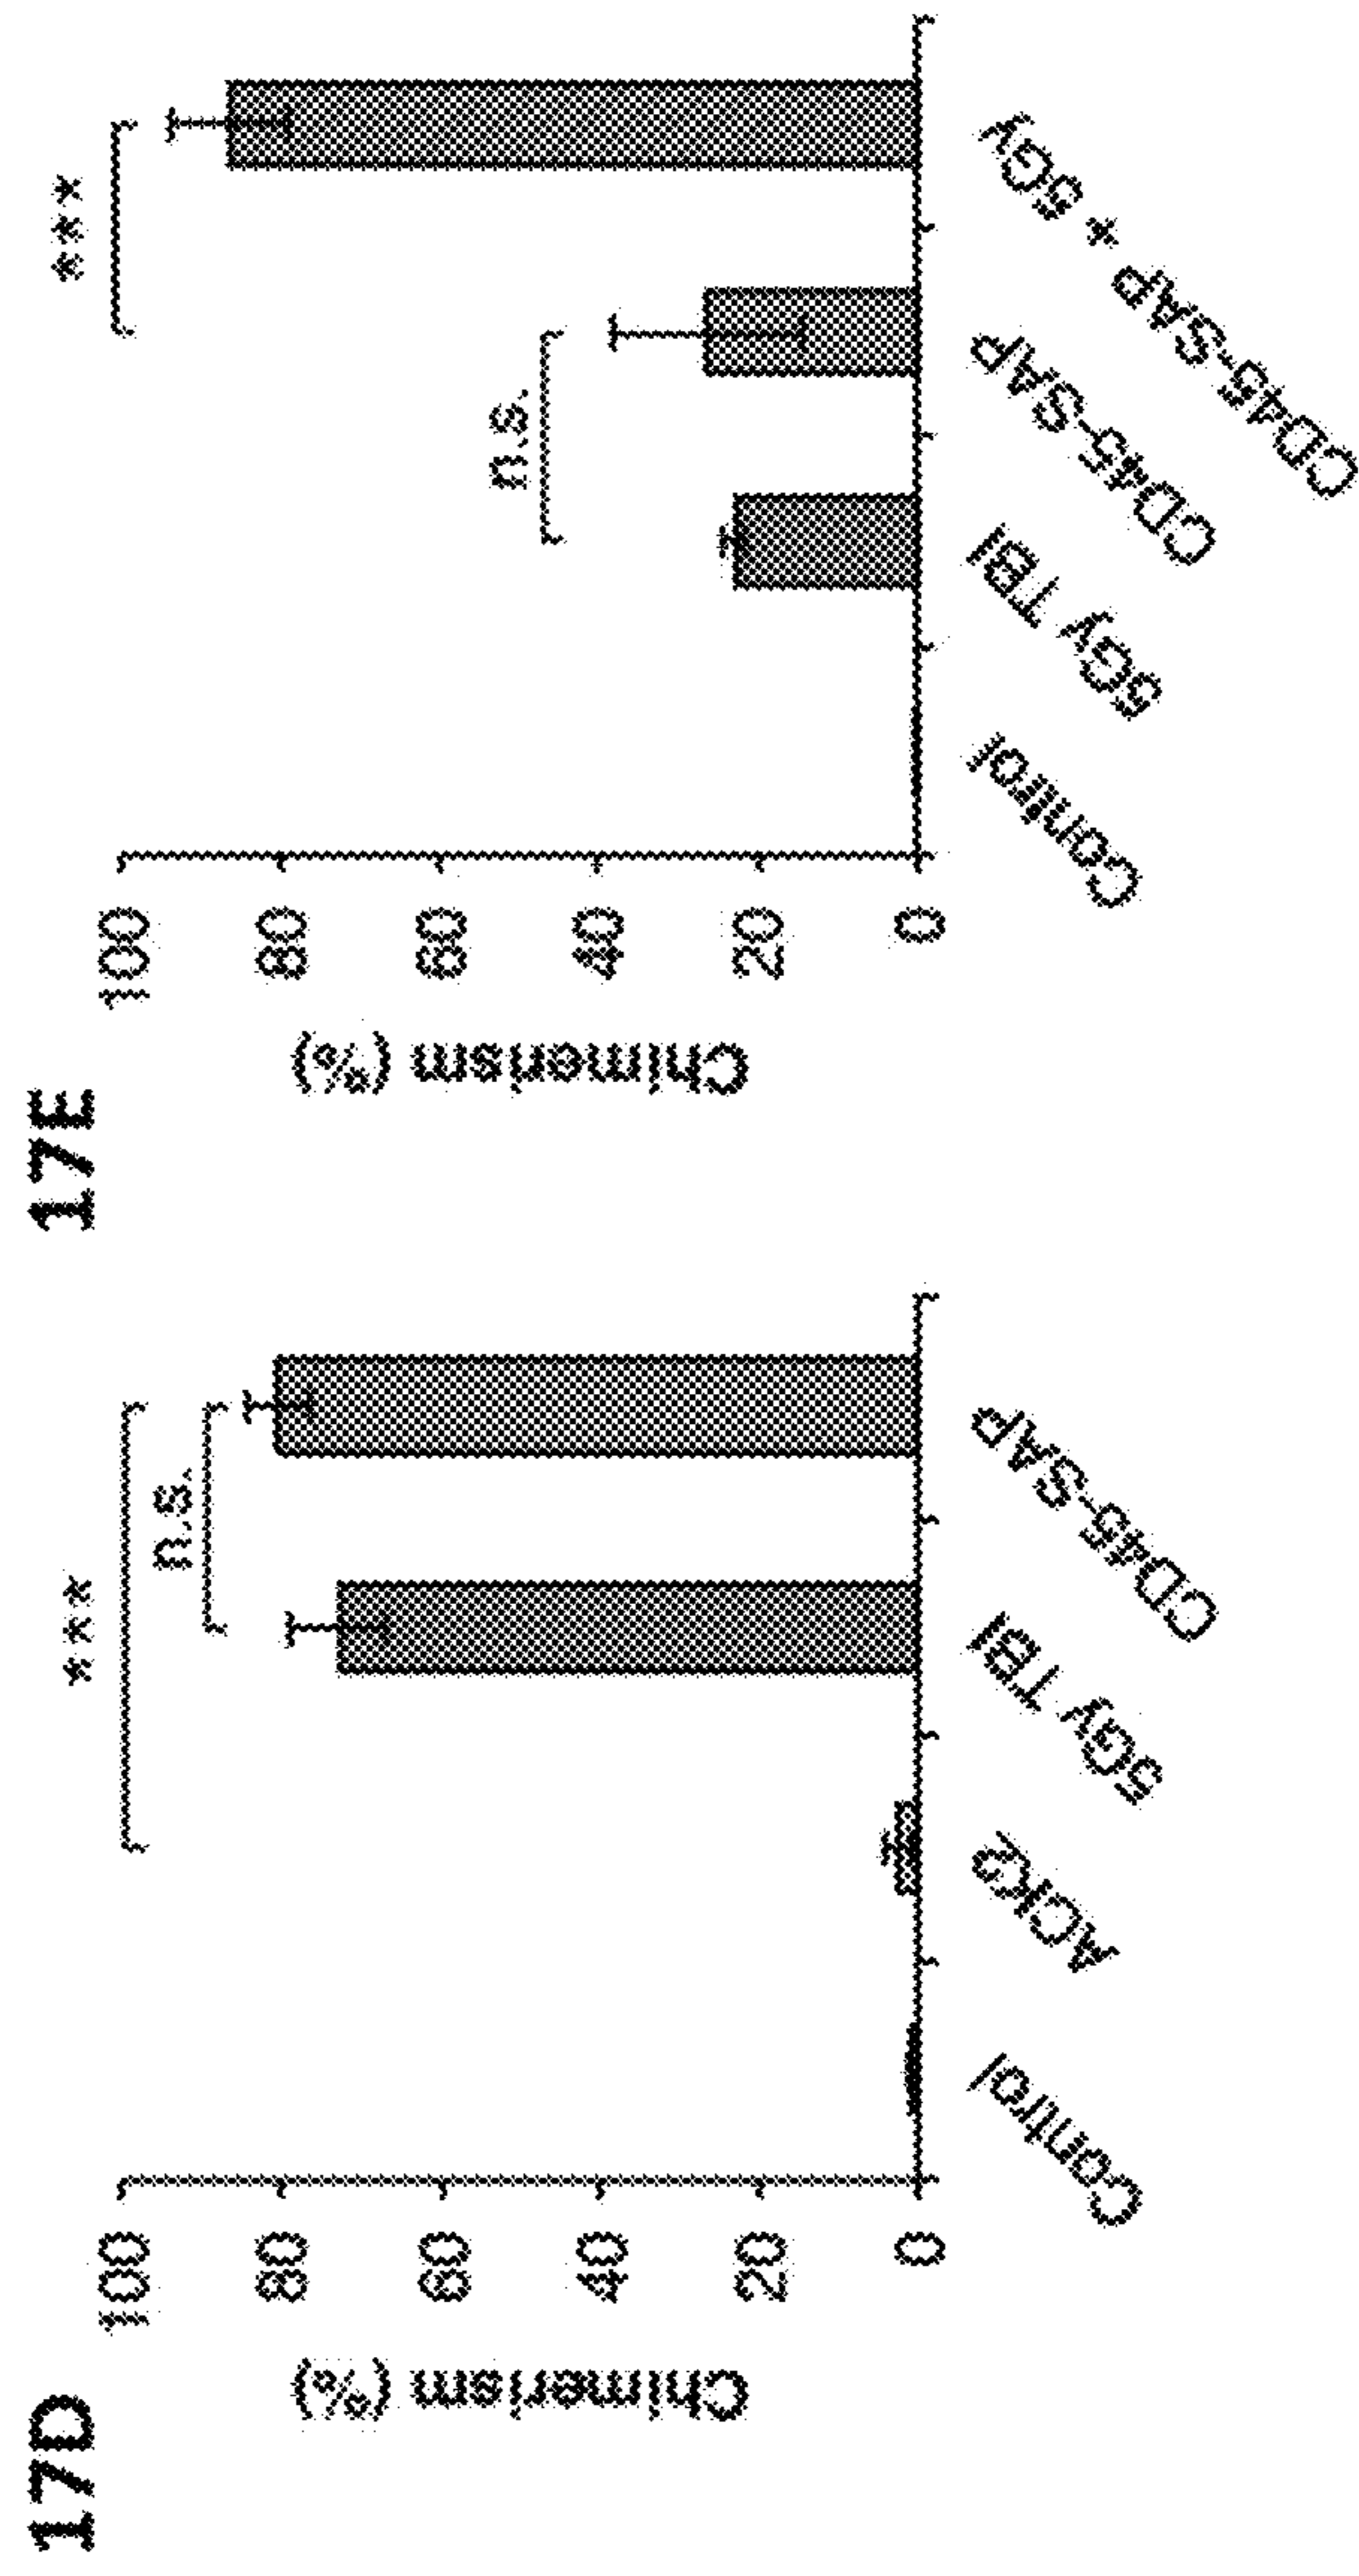 17D
Chimerism (%)
100
80
60
40
20
0
***
n.s.
Control
ACK2
5Gy TBI
CD45-SAP
17E
Chimerism (%)
100
80
60
40
20
0
***
n.s.
Control
5Gy TBI
CD45-SAP
CD45-SAP + 5Gy